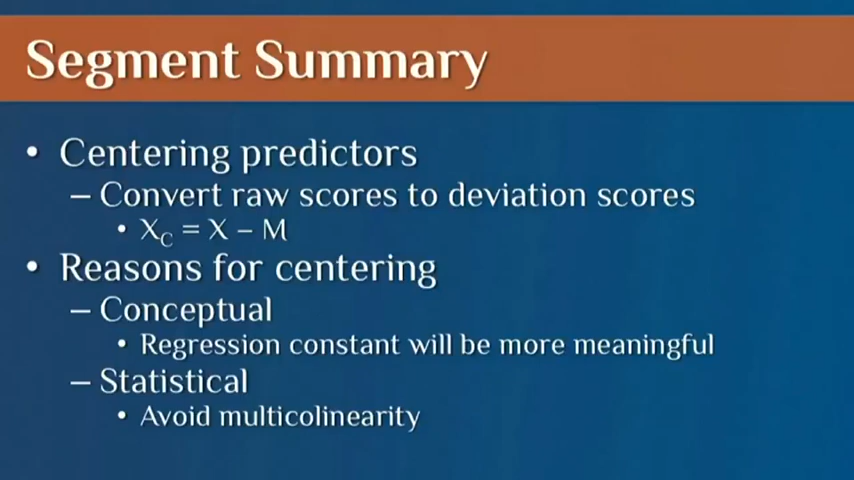 Segment Summary
• Centering predictors
– Convert raw scores to deviation scores
• X_C = X – M
• Reasons for centering
– Conceptual
• Regression constant will be more meaningful
– Statistical
• Avoid multicolinearity